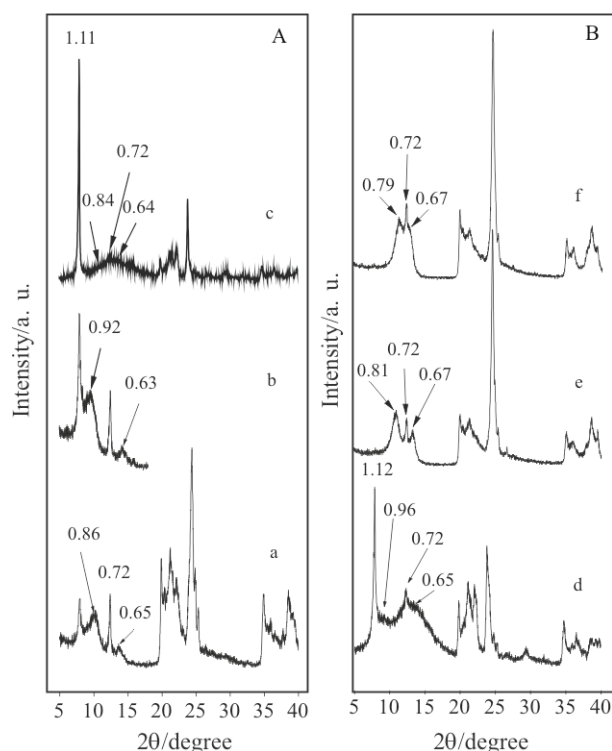 A
1.11
0.72
0.84
0.64
c
0.92
b
0.63
0.86
0.72
0.65
a
Intensity/a. u.
5 10 15 20 25 30 35 40
2θ/degree
B
0.72
0.79
0.67
f
0.72
0.81
0.67
e
1.12
0.96
0.72
0.65
d
Intensity/a. u.
5 10 15 20 25 30 35 40
2θ/degree